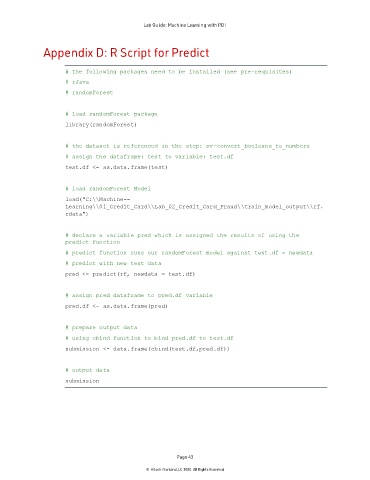 Lab Guide: Machine Learning with PDI
Appendix D: R Script for Predict
# the following packages need to be installed (see pre-requisites)
# rJava
# randomForest
# load randomForest package
library(randomForest)
# the dataset is referenced in the step: sv-convert_booleans_to_numbers
# assign the dataframe: test to variable: test.df
test.df <- as.data.frame(test)
# load randomForest Model
load("C:\\Machine--
Learning\\01_Credit_Card\\Lab_02_Credit_Card_Fraud\\train_model_output\\rf.
rdata")
# declare a variable pred which is assigned the results of using the
predict function
# predict function runs our randomForest model against test.df = newdata
# predict with new test data
pred <- predict(rf, newdata = test.df)
# assign pred dataframe to pred.df variable
pred.df <- as.data.frame(pred)
# prepare output data
# using cbind function to bind pred.df to test.df
submission <- data.frame(cbind(test.df,pred.df))
# output data
submission
Page 43
© Hitachi Vantara LLC 2020. All Rights Reserved